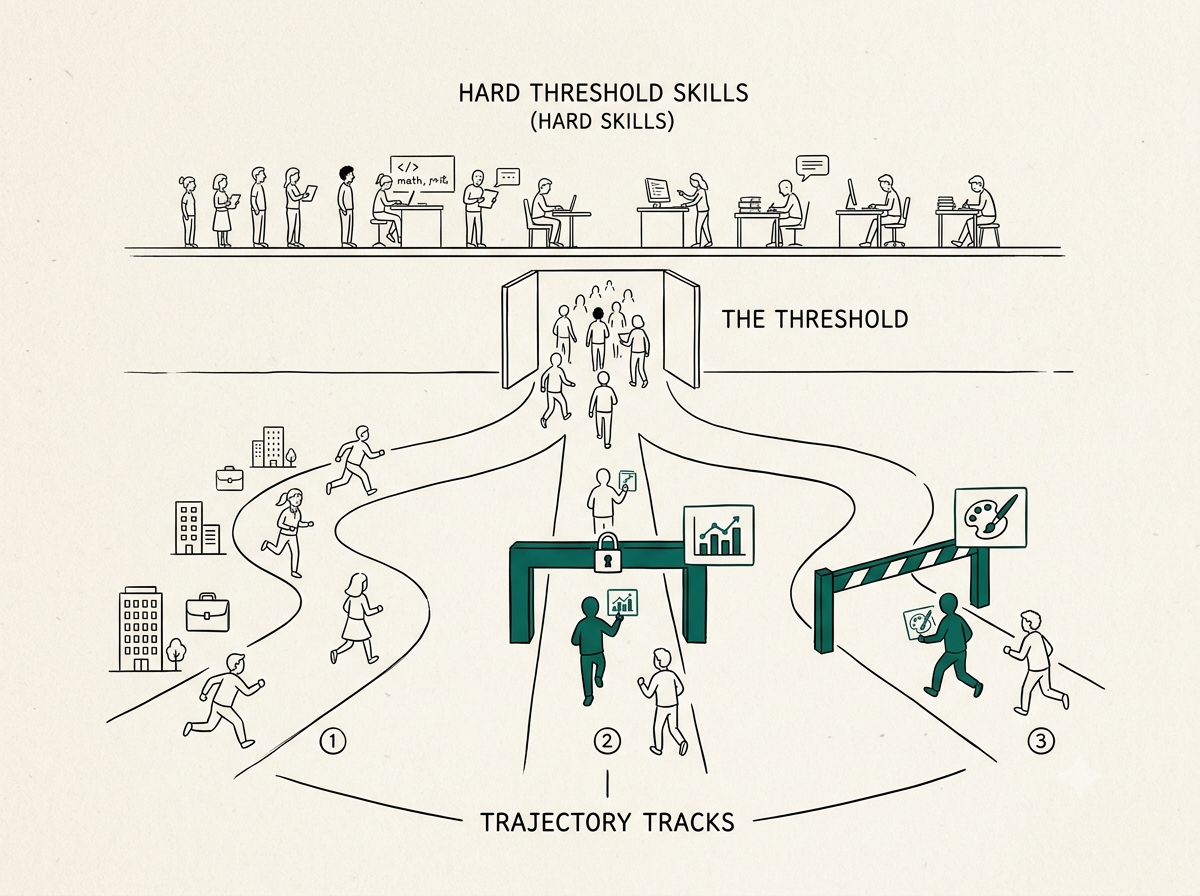 HARD THRESHOLD SKILLS
(HARD SKILLS)
</>
math,
THE THRESHOLD
1
2
3
TRAJECTORY TRACKS